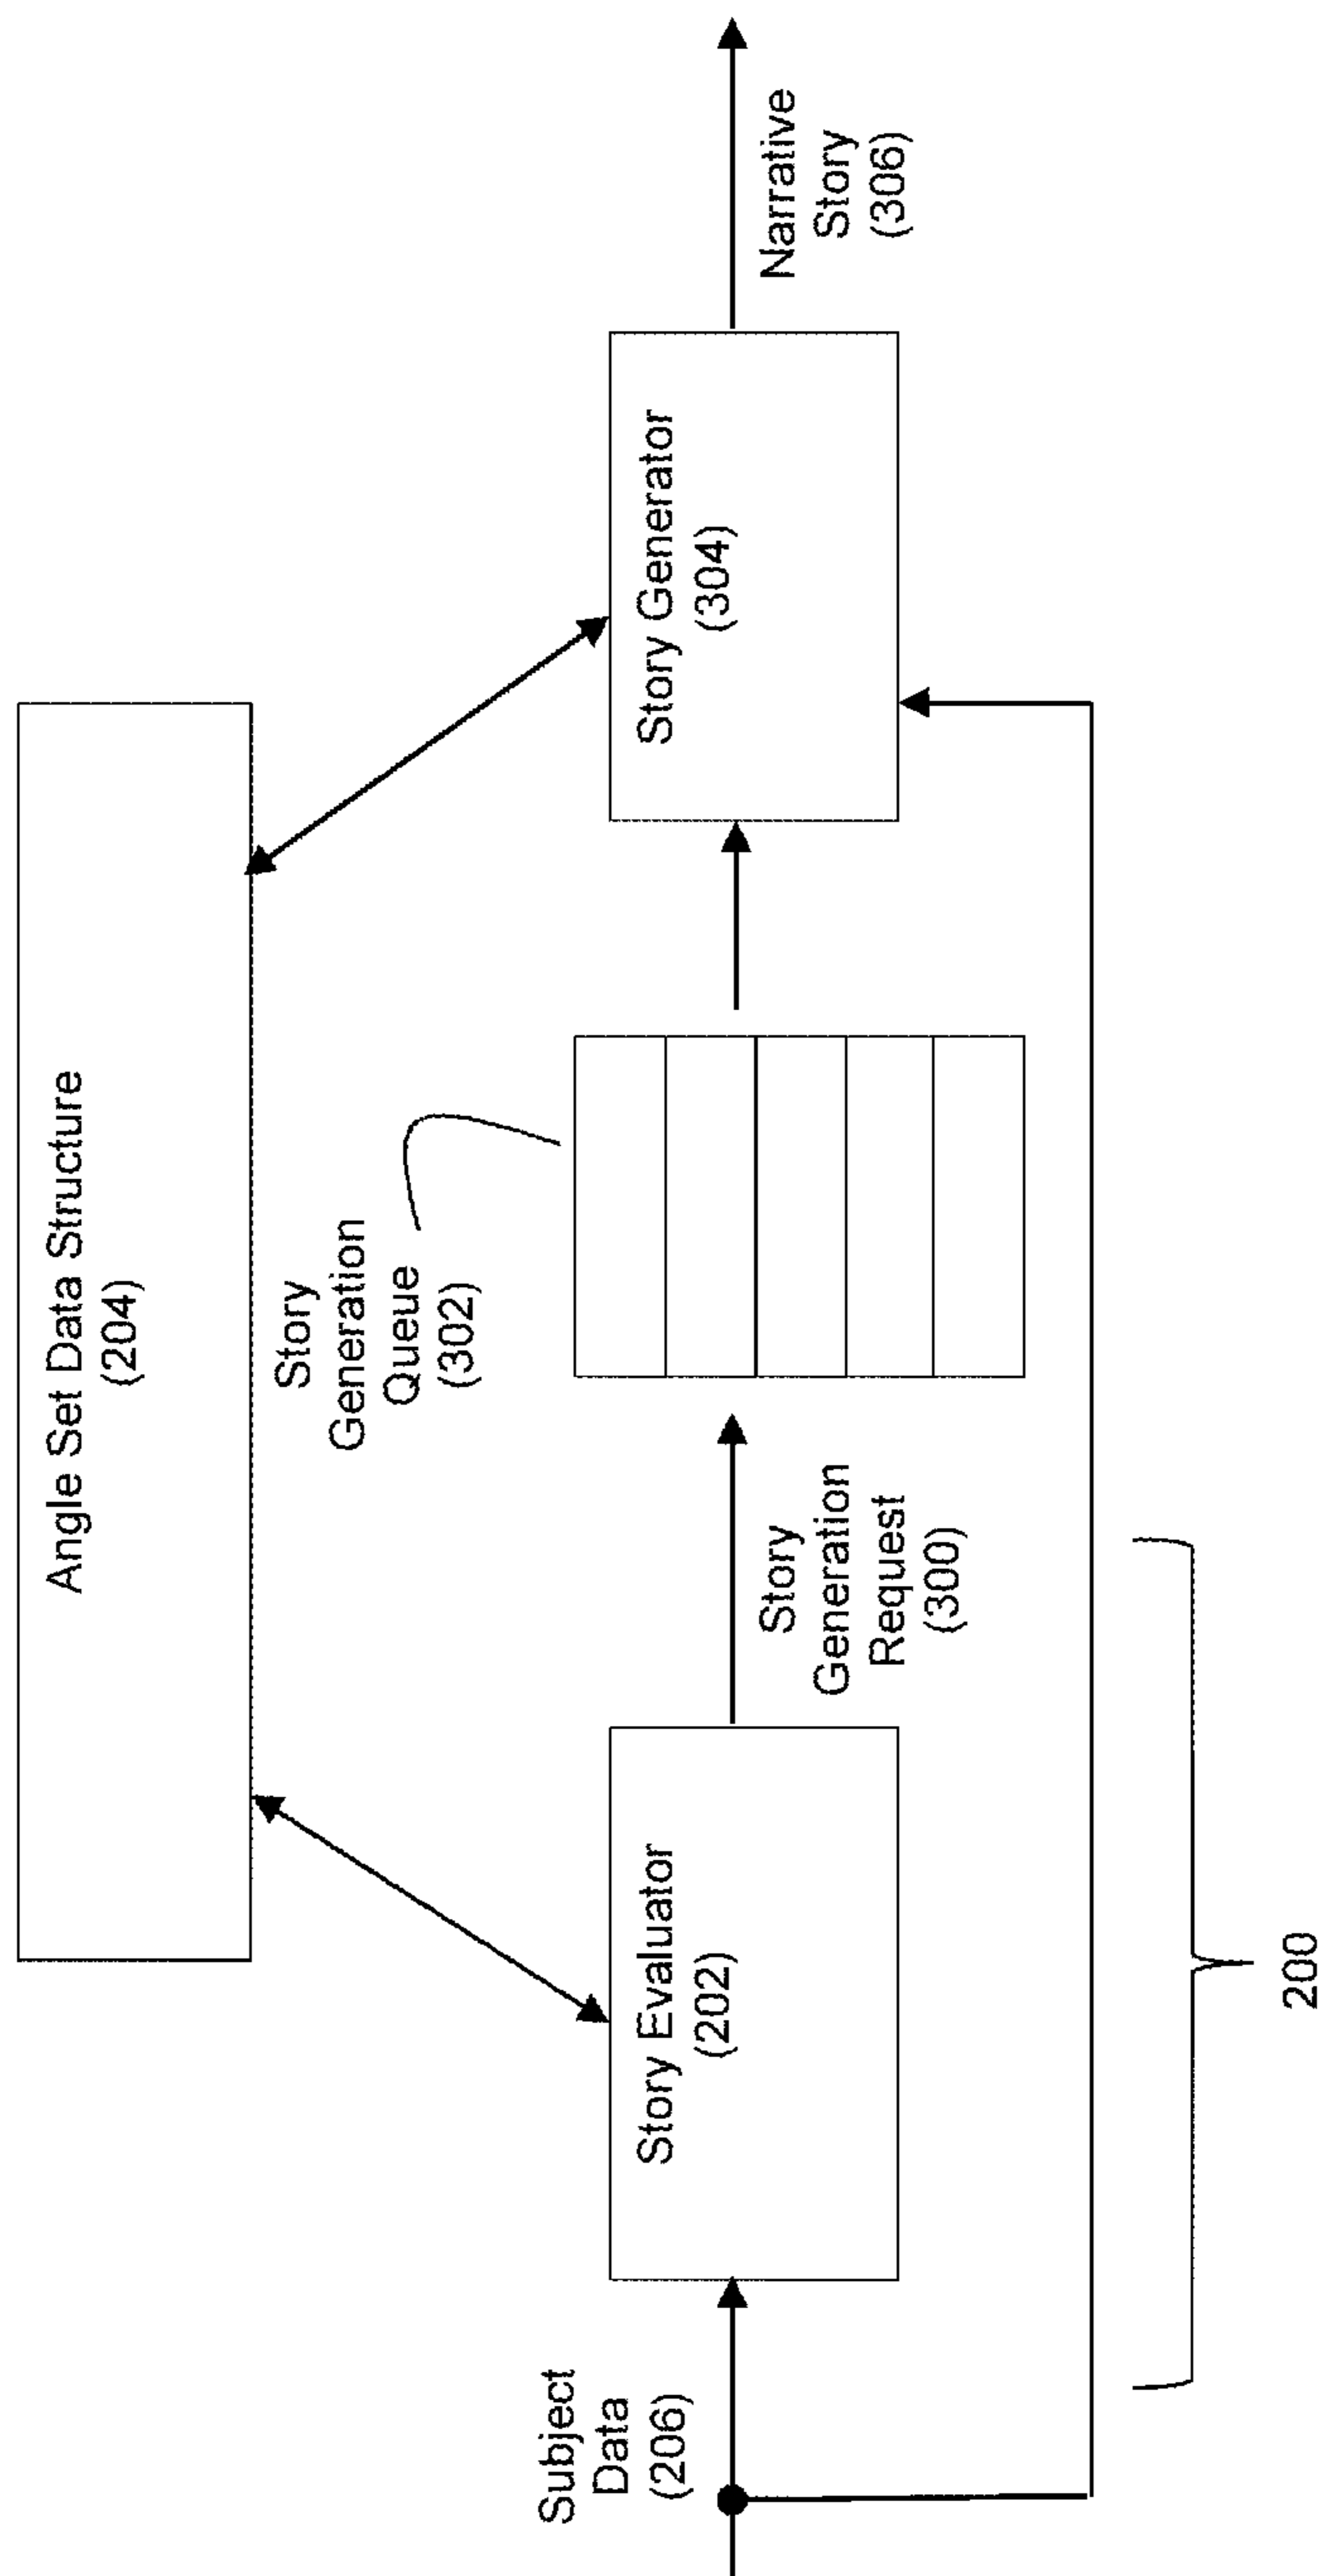 Angle Set Data Structure
(204)
Story
Generation
Queue
(302)
Subject
Data
(206)
Story Evaluator
(202)
Story
Generation
Request
(300)
Story Generator
(304)
Narrative
Story
(306)
200